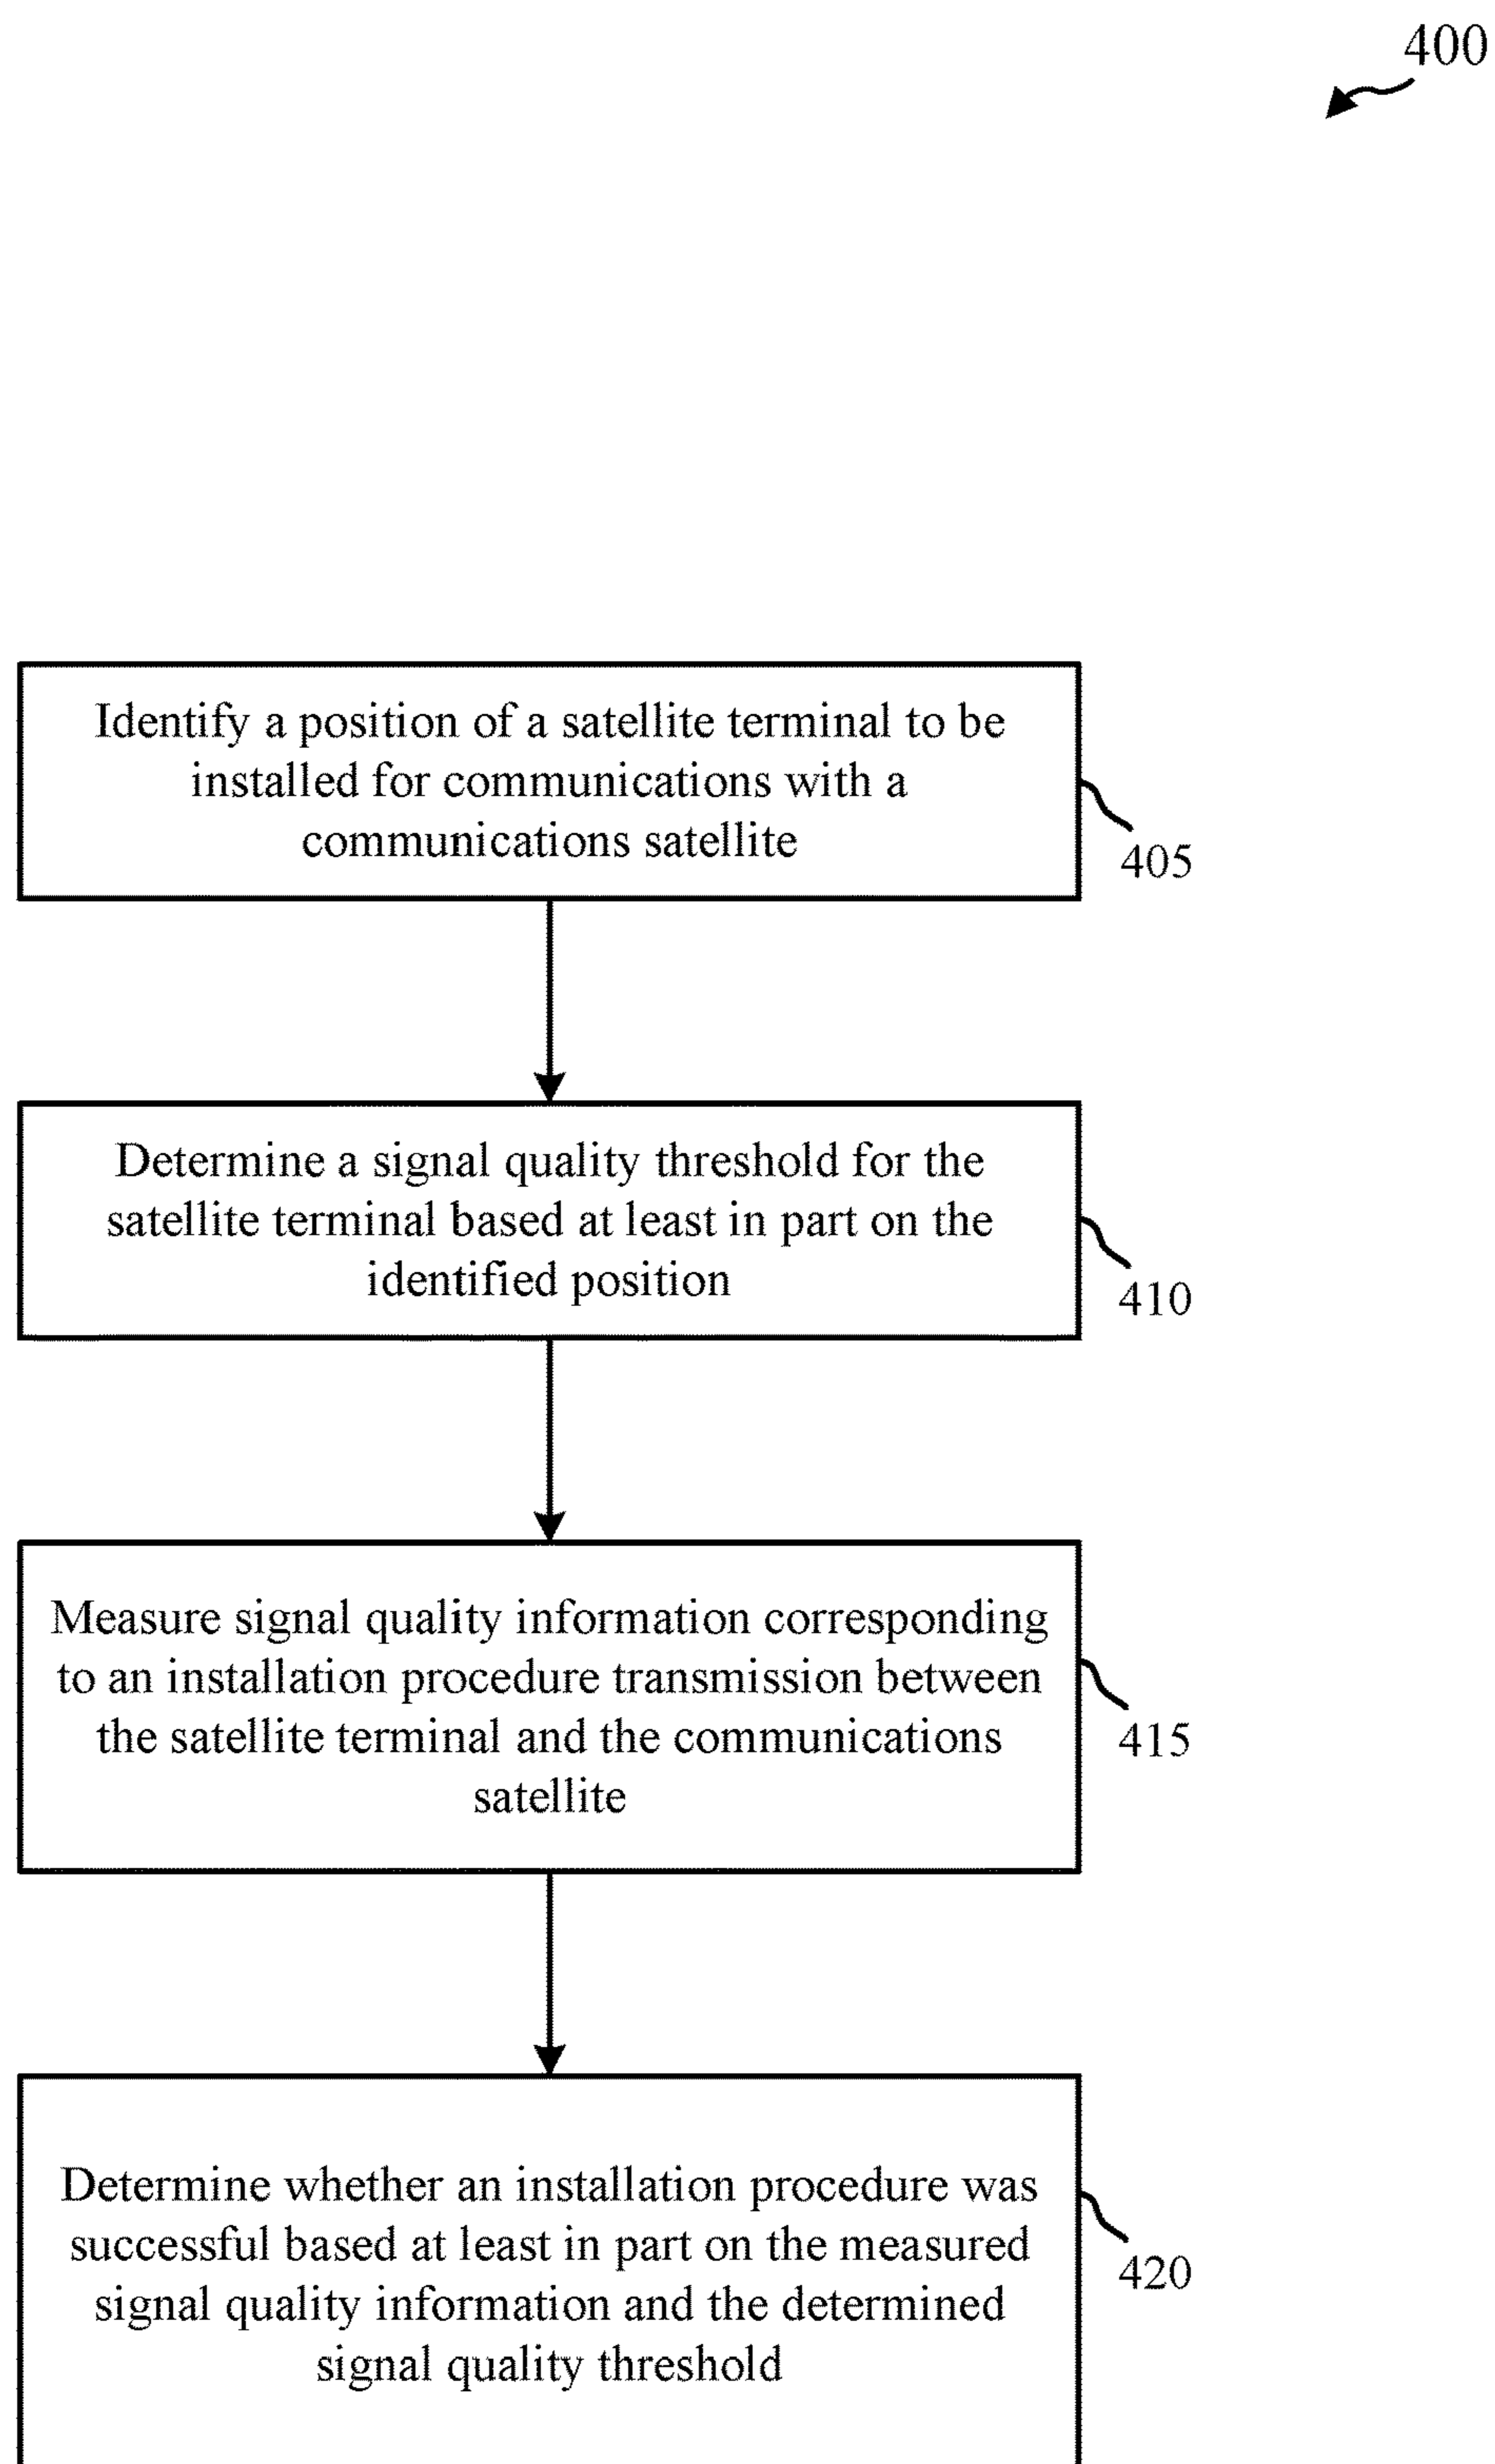 400
Identify a position of a satellite terminal to be
installed for communications with a
communications satellite
405
Determine a signal quality threshold for the
satellite terminal based at least in part on the
identified position
410
Measure signal quality information corresponding
to an installation procedure transmission between
the satellite terminal and the communications
satellite
415
Determine whether an installation procedure was
successful based at least in part on the measured
signal quality information and the determined
signal quality threshold
420